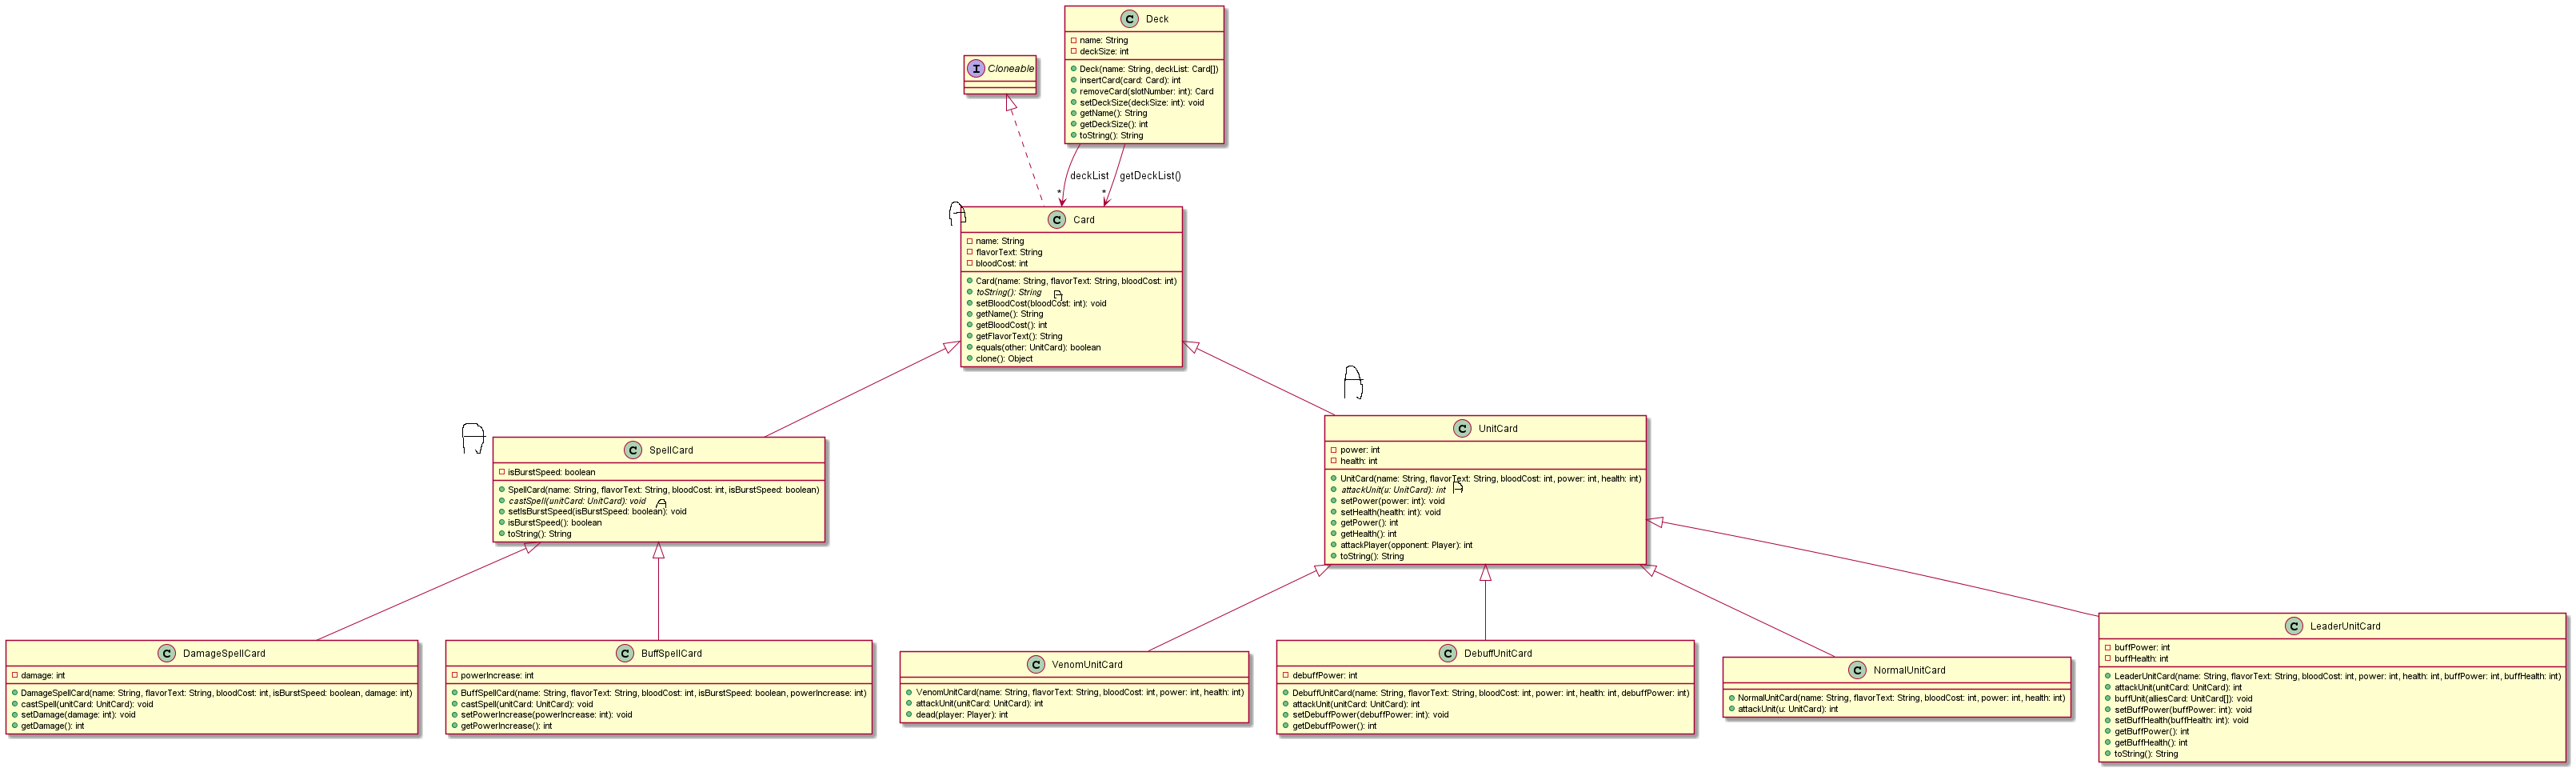 Deck
name: String
deckSize: int
Deck(name: String, deckList: Card[])
insertCard(card: Card): int
removeCard(slotNumber: int): Card
setDeckSize(deckSize: int): void
getName(): String
getDeckSize(): int
toString(): String
I Cloneable
deckList
getDeckList()
*
*
A
C Card
name: String
flavorText: String
bloodCost: int
Card(name: String, flavorText: String, bloodCost: int)
toString(): String A
setBloodCost(bloodCost: int): void
getName(): String
getBloodCost(): int
getFlavorText(): String
equals(other: UnitCard): boolean
clone(): Object
A
C SpellCard
isBurstSpeed: boolean
SpellCard(name: String, flavorText: String, bloodCost: int, isBurstSpeed: boolean)
castSpell(unitCard: UnitCard): void A
setIsBurstSpeed(isBurstSpeed: boolean): void
isBurstSpeed(): boolean
toString(): String
A
C UnitCard
power: int
health: int
UnitCard(name: String, flavorText: String, bloodCost: int, power: int, health: int)
attackUnit(u: UnitCard): int A
setPower(power: int): void
setHealth(health: int): void
getPower(): int
getHealth(): int
attackPlayer(opponent: Player): int
toString(): String
C DamageSpellCard
damage: int
DamageSpellCard(name: String, flavorText: String, bloodCost: int, isBurstSpeed: boolean, damage: int)
castSpell(unitCard: UnitCard): void
setDamage(damage: int): void
getDamage(): int
C BuffSpellCard
powerIncrease: int
BuffSpellCard(name: String, flavorText: String, bloodCost: int, isBurstSpeed: boolean, powerIncrease: int)
castSpell(unitCard: UnitCard): void
setPowerIncrease(powerIncrease: int): void
getPowerIncrease(): int
C VenomUnitCard
VenomUnitCard(name: String, flavorText: String, bloodCost: int, power: int, health: int)
attackUnit(unitCard: UnitCard): int
dead(player: Player): int
C DebuffUnitCard
debuffPower: int
DebuffUnitCard(name: String, flavorText: String, bloodCost: int, power: int, health: int, debuffPower: int)
attackUnit(unitCard: UnitCard): int
setDebuffPower(debuffPower: int): void
getDebuffPower(): int
C NormalUnitCard
NormalUnitCard(name: String, flavorText: String, bloodCost: int, power: int, health: int)
attackUnit(u: UnitCard): int
C LeaderUnitCard
buffPower: int
buffHealth: int
LeaderUnitCard(name: String, flavorText: String, bloodCost: int, power: int, health: int, buffPower: int, buffHealth: int)
attackUnit(unitCard: UnitCard): int
buffUnit(alliesCard: UnitCard[]): void
setBuffPower(buffPower: int): void
setBuffHealth(buffHealth: int): void
getBuffPower(): int
getBuffHealth(): int
toString(): String